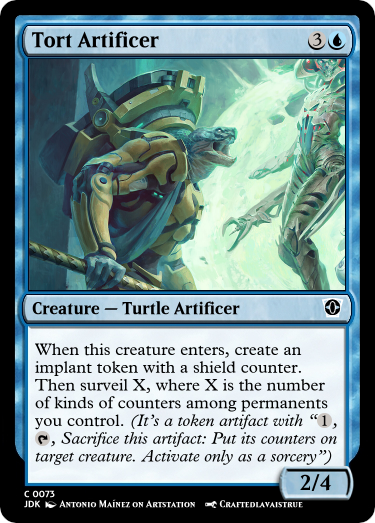 Tort Artificer 3
Creature — Turtle Artificer
When this creature enters, create an
implant token with a shield counter.
Then surveil X, where X is the number
of kinds of counters among permanents
you control. (It's a token artifact with “1,
, Sacrifice this artifact: Put its counters on
target creature. Activate only as a sorcery”)
2/4
C 0073
JDK Antonio Maínez on Artstation Craftedlavaistrue